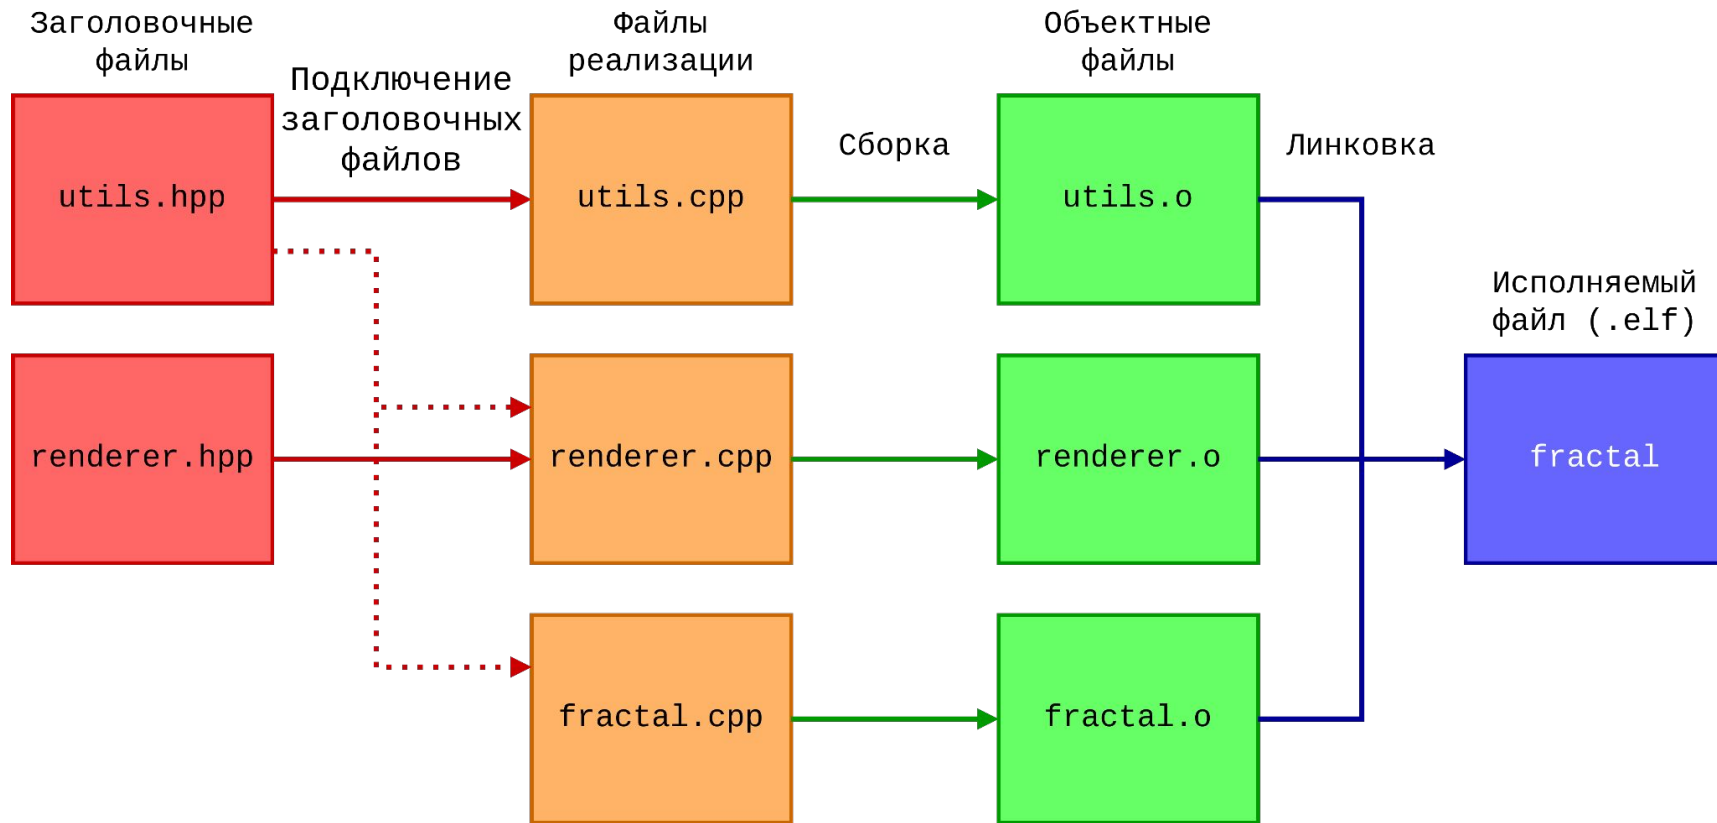 Заголовочные
файлы
Подключение
заголовочных
файлов
Файлы
реализации
Сборка
Объектные
файлы
Линковка
Исполняемый
файл (.elf)
utils.hpp
utils.cpp
utils.o
renderer.hpp
renderer.cpp
renderer.o
fractal
fractal.cpp
fractal.o